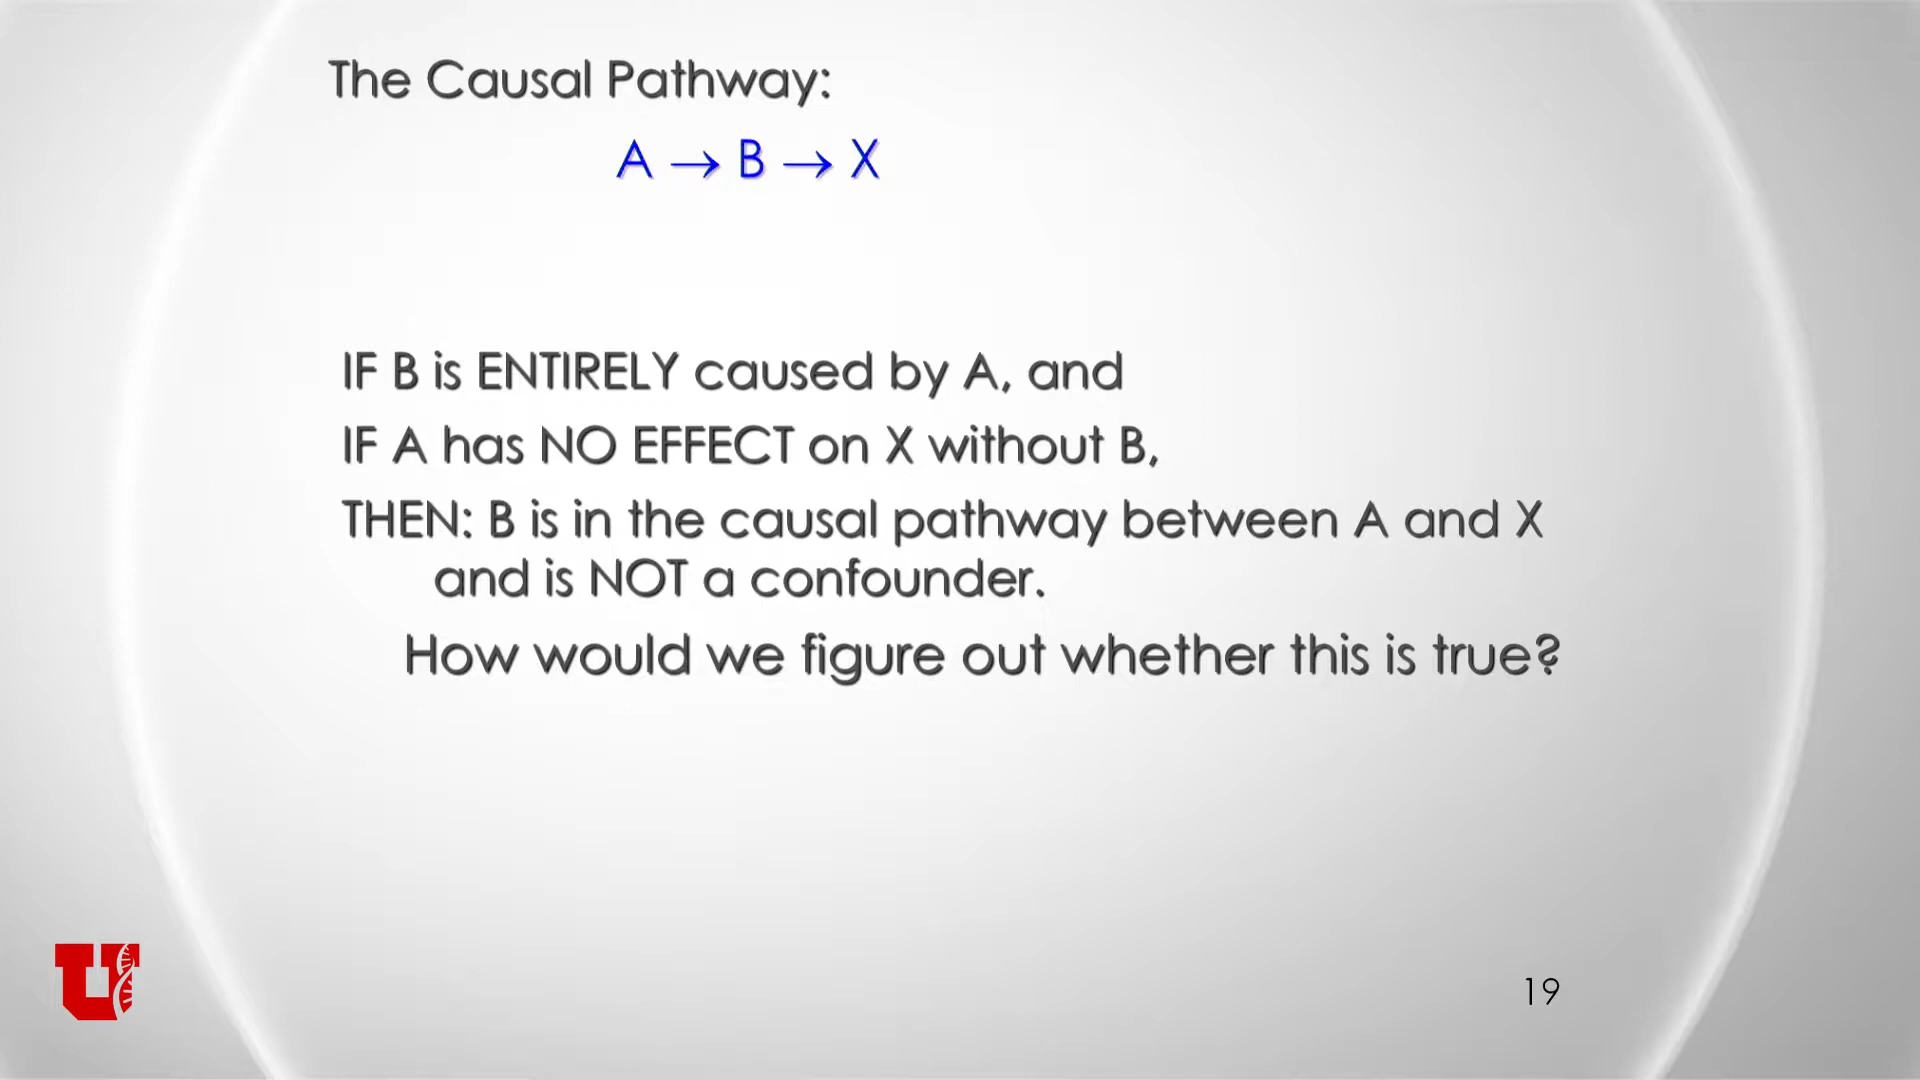 The Causal Pathway:
A → B → X
IF B is ENTIRELY caused by A, and
IF A has NO EFFECT on X without B,
THEN: B is in the causal pathway between A and X
and is NOT a confounder.
How would we figure out whether this is true?
U
19